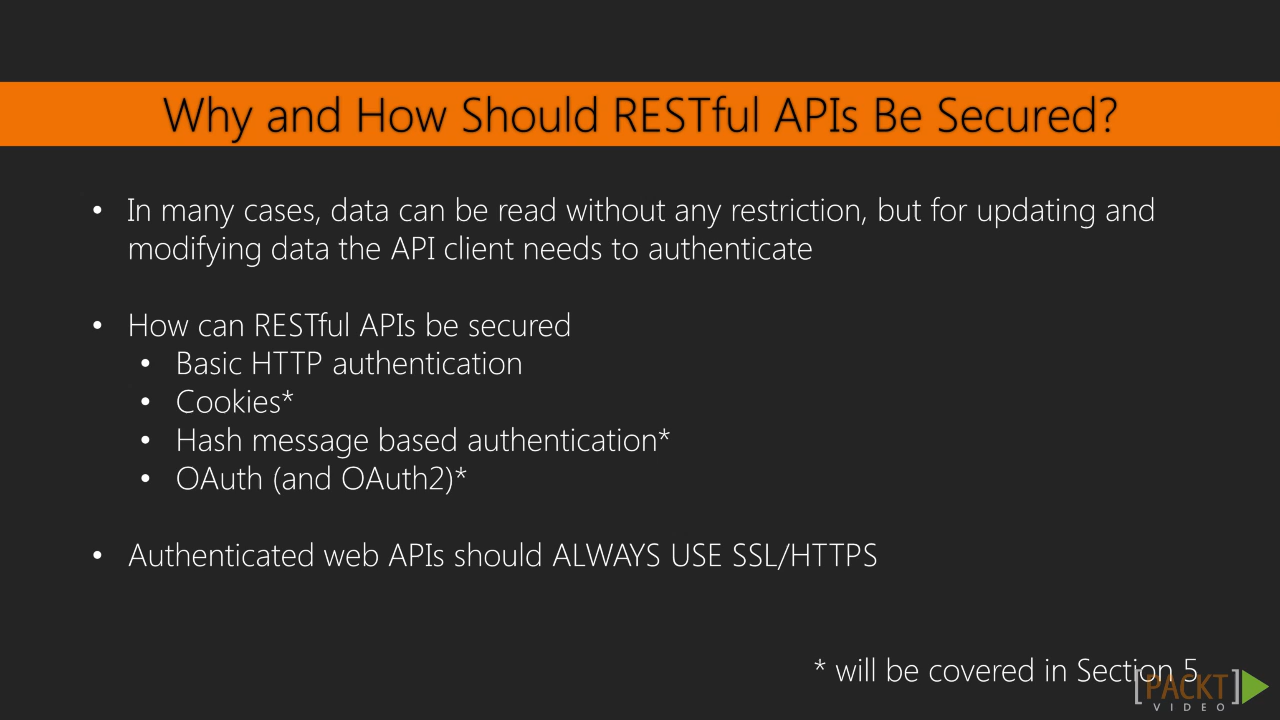 Why and How Should RESTful APIs Be Secured?
• In many cases, data can be read without any restriction, but for updating and
modifying data the API client needs to authenticate
• How can RESTful APIs be secured
• Basic HTTP authentication
• Cookies*
• Hash message based authentication*
• OAuth (and OAuth2)*
• Authenticated web APIs should ALWAYS USE SSL/HTTPS
* will be covered in Section 5
[PACKT]
VIDEO